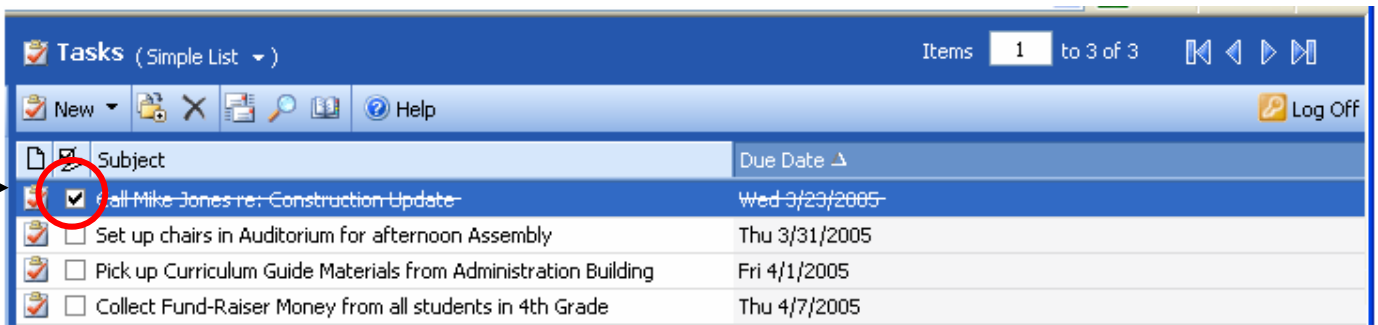 Tasks (Simple List) Items 1 to 3 of 3
New Help Log Off
Subject Due Date
Call Mike Jones re: Construction Update Wed 3/23/2005
Set up chairs in Auditorium for afternoon Assembly Thu 3/31/2005
Pick up Curriculum Guide Materials from Administration Building Fri 4/1/2005
Collect Fund-Raiser Money from all students in 4th Grade Thu 4/7/2005